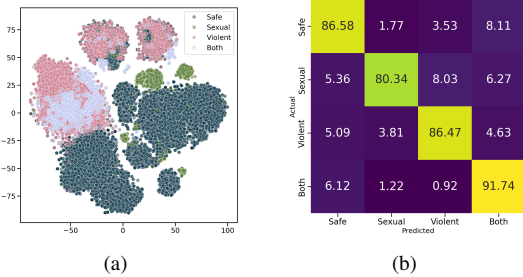 Safe
Sexual
Violent
Both
75
50
25
0
−25
−50
−75
−50
0
50
100
(a)
Actual
Safe
Sexual
Violent
Both
86.58 1.77 3.53 8.11
5.36 80.34 8.03 6.27
5.09 3.81 86.47 4.63
6.12 1.22 0.92 91.74
Safe Sexual Violent Both
Predicted
(b)